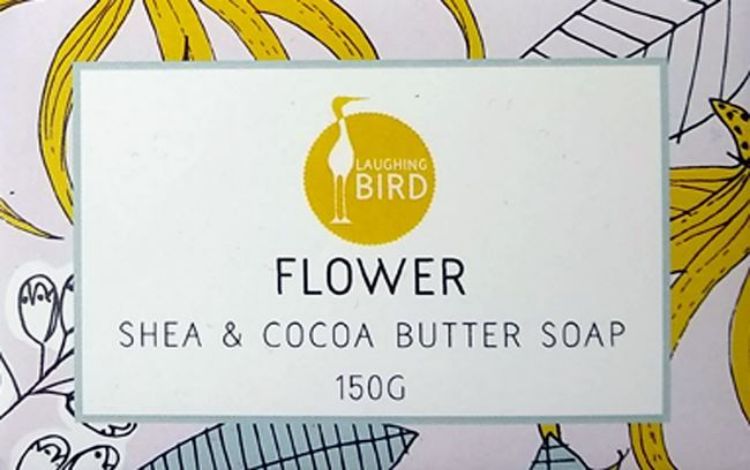 LAUGHING
BIRD
FLOWER
SHEA & COCOA BUTTER SOAP
150G